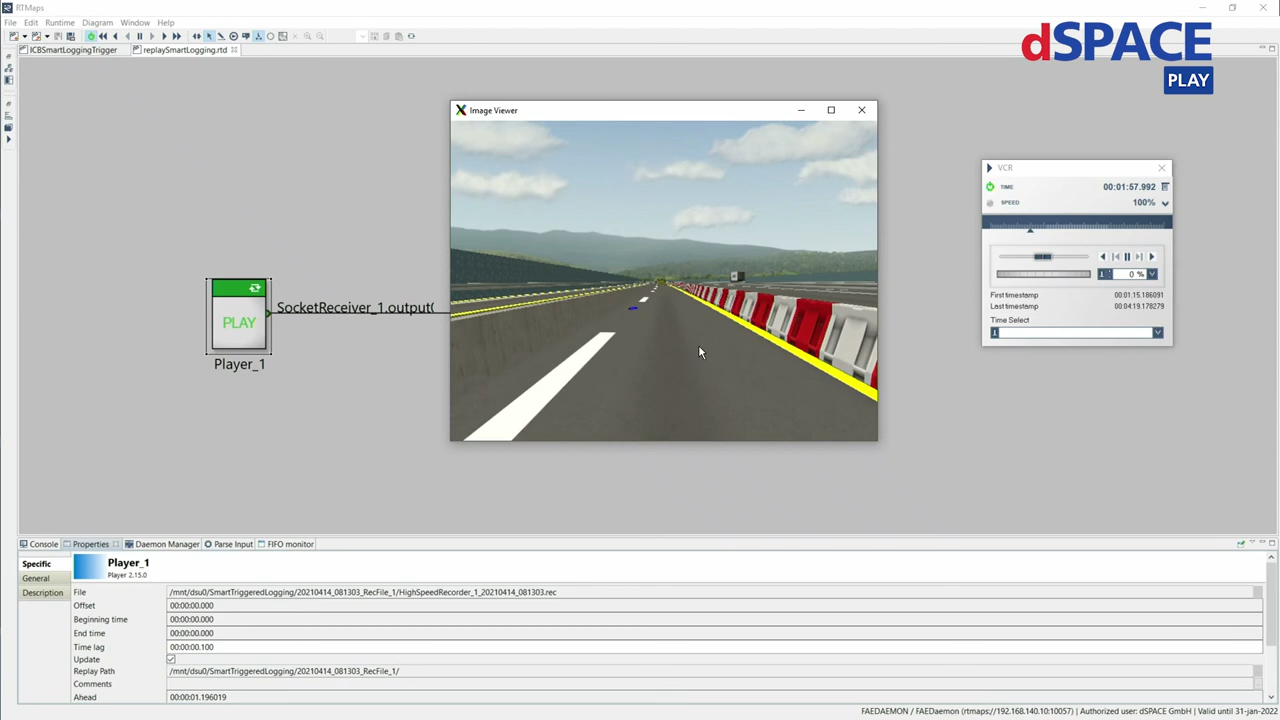 RTMaps
File Edit Runtime Diagram Window Help
ICBSmartLoggingTrigger replaySmartLogging.rtd
dSPACE
PLAY
Image Viewer
VCR
TIME 00:01:57.992
SPEED 100%
0 %
First timestamp 00:01:15.186091
Last timestamp 00:04:19.178279
Time Select
PLAY
SocketReceiver_1.output(
Player_1
Console Properties Daemon Manager Parse Input FIFO monitor
Specific
General
Description
Player_1
Player 2.15.0
File /mnt/dsu0/SmartTriggeredLogging/20210414_081303_RecFile_1/HighSpeedRecorder_1_20210414_081303.rec
Offset 00:00:00.000
Beginning time 00:00:00.000
End time 00:00:00.000
Time lag 00:00:00.100
Update
Replay Path /mnt/dsu0/SmartTriggeredLogging/20210414_081303_RecFile_1/
Comments
Ahead 00:00:01.196019
FAEDAEMON / FAEDaemon (rtmaps://192.168.140.10:10057) | Authorized user: dSPACE GmbH | Valid until 31-jan-2022